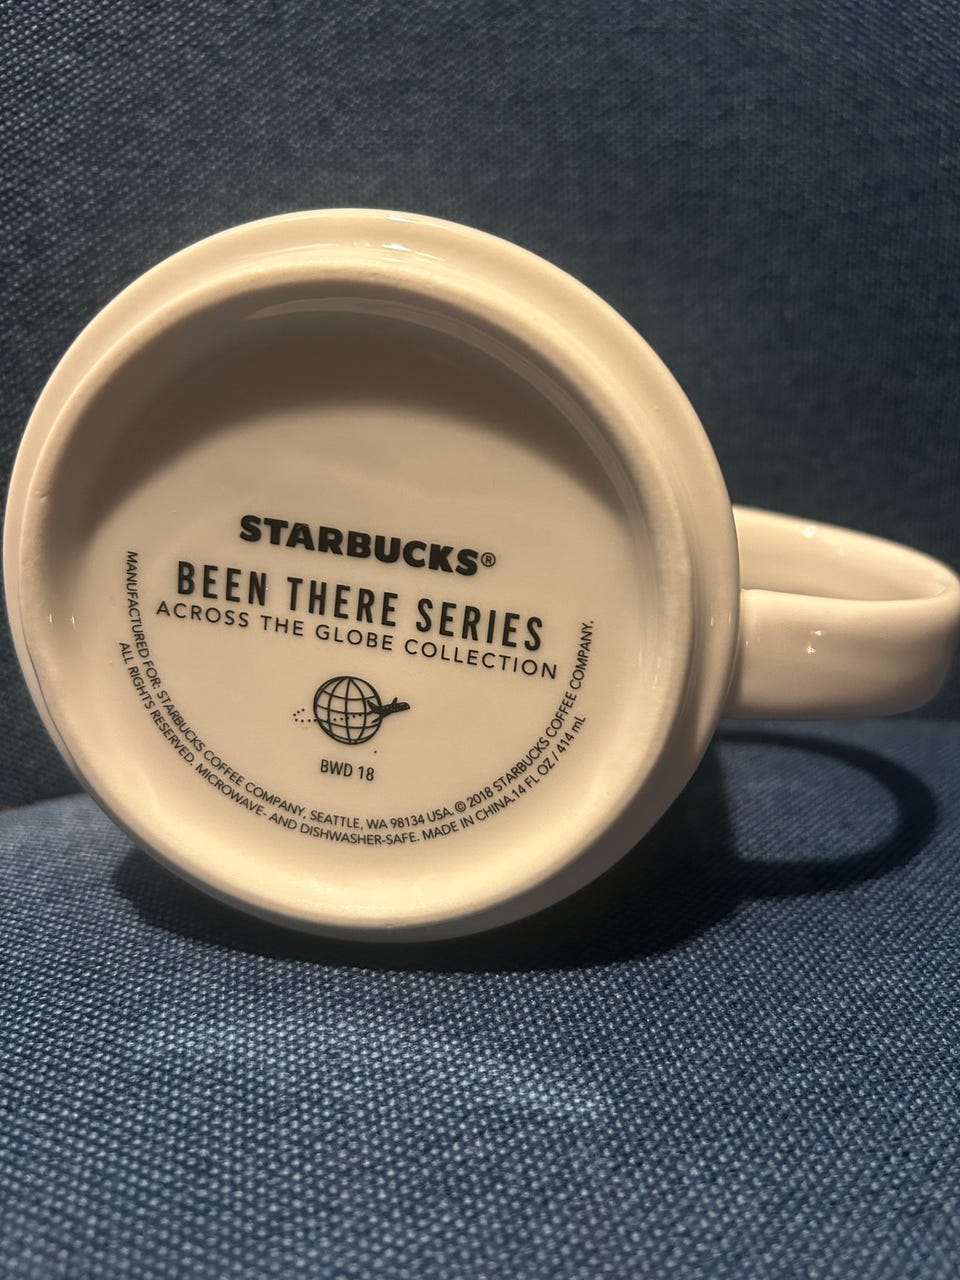 STARBUCKS®
BEEN THERE SERIES
ACROSS THE GLOBE COLLECTION
BWD 18
MANUFACTURED FOR: STARBUCKS COFFEE COMPANY, SEATTLE, WA 98134 USA. © 2018 STARBUCKS COFFEE COMPANY.
ALL RIGHTS RESERVED. MICROWAVE- AND DISHWASHER-SAFE. MADE IN CHINA.14 FL OZ / 414 mL